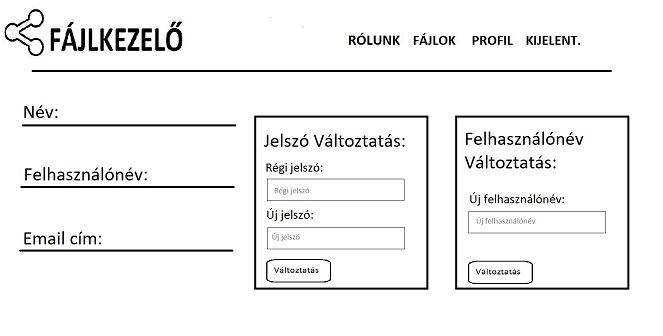 FÁJLKEZELŐ
RÓLUNK FÁJLOK PROFIL KIJELENT.
Név:
Felhasználónév:
Email cím:
Jelszó Változtatás:
Régi jelszó:
Régi jelszó
Új jelszó:
Új jelszó
Változtatás
Felhasználónév
Változtatás:
Új felhasználónév:
Új felhasználónév
Változtatás